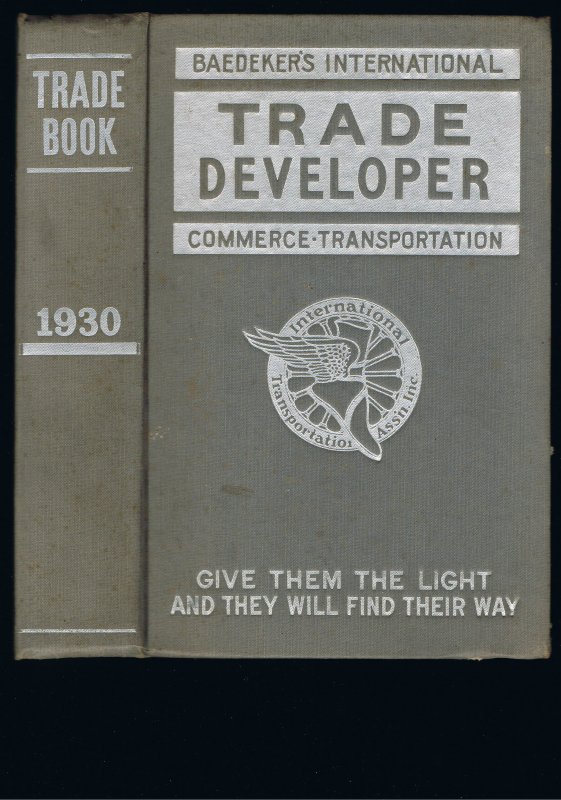 TRADE
BOOK
1930
BAEDEKER'S INTERNATIONAL
TRADE
DEVELOPER
COMMERCE·TRANSPORTATION
International
Transportation Ass'n Inc.
GIVE THEM THE LIGHT
AND THEY WILL FIND THEIR WAY